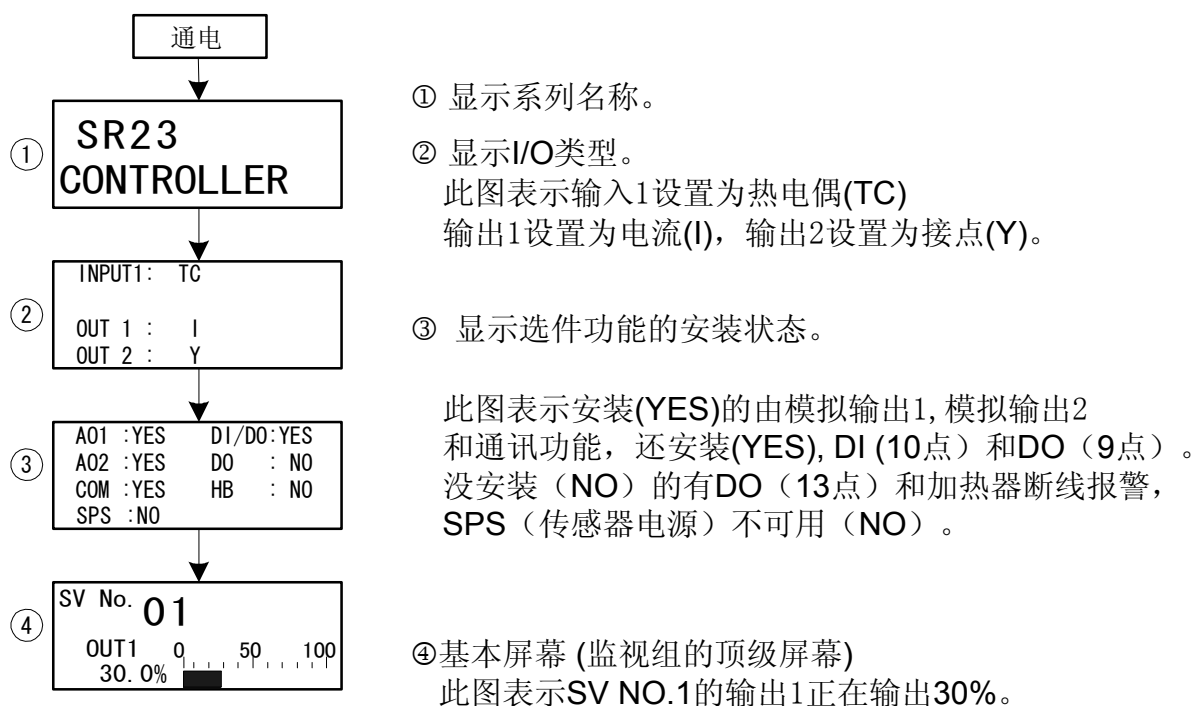 通电
① 显示系列名称。
1
SR23
CONTROLLER
② 显示I/O类型。
此图表示输入1设置为热电偶(TC)
输出1设置为电流(I)，输出2设置为接点(Y)。
2
INPUT1: TC
OUT 1 : I
OUT 2 : Y
③ 显示选件功能的安装状态。
此图表示安装(YES)的由模拟输出1,模拟输出2
和通讯功能，还安装(YES), DI (10点）和DO（9点）。
没安装（NO）的有DO（13点）和加热器断线报警，
SPS（传感器电源）不可用（NO）。
3
AO1 :YES DI/DO:YES
AO2 :YES DO : NO
COM :YES HB : NO
SPS :NO
4
SV No. 01
OUT1 0 50 100
30.0%
④基本屏幕 (监视组的顶级屏幕)
此图表示SV NO.1的输出1正在输出30%。